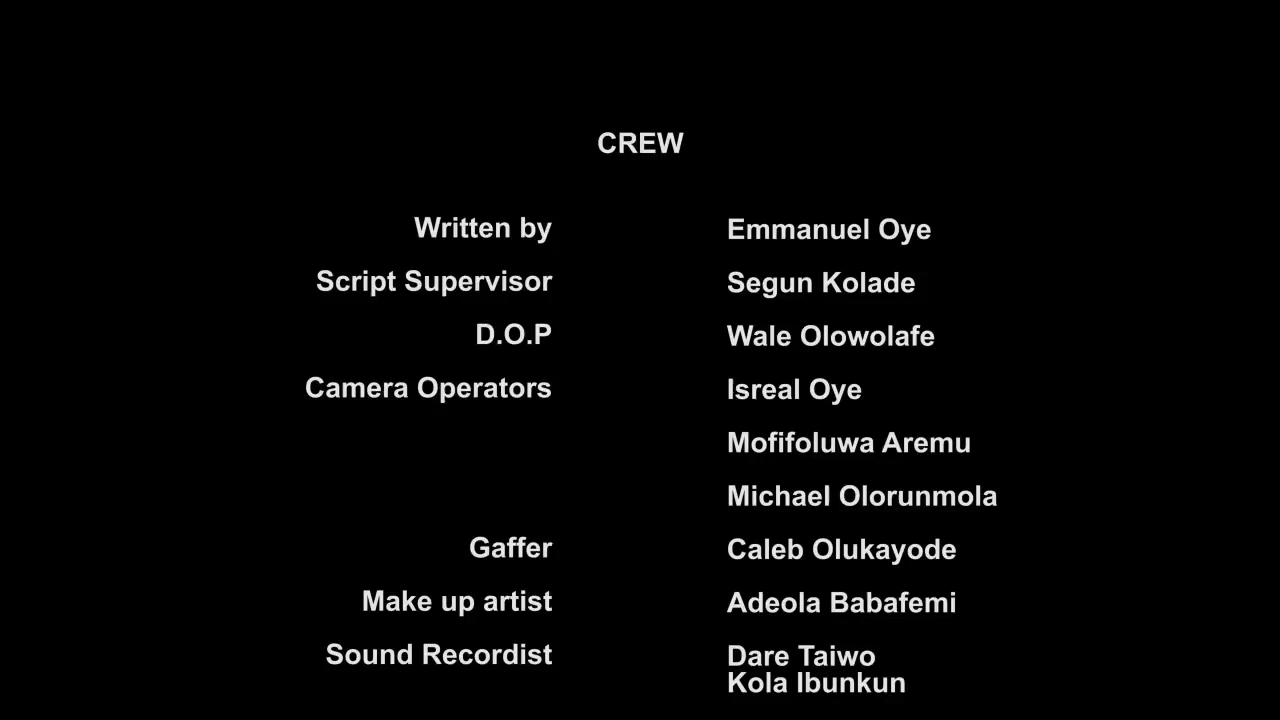 CREW
Written by Emmanuel Oye
Script Supervisor Segun Kolade
D.O.P Wale Olowolafe
Camera Operators Isreal Oye
Mofifoluwa Aremu
Michael Olorunmola
Gaffer Caleb Olukayode
Make up artist Adeola Babafemi
Sound Recordist Dare Taiwo
Kola Ibunkun